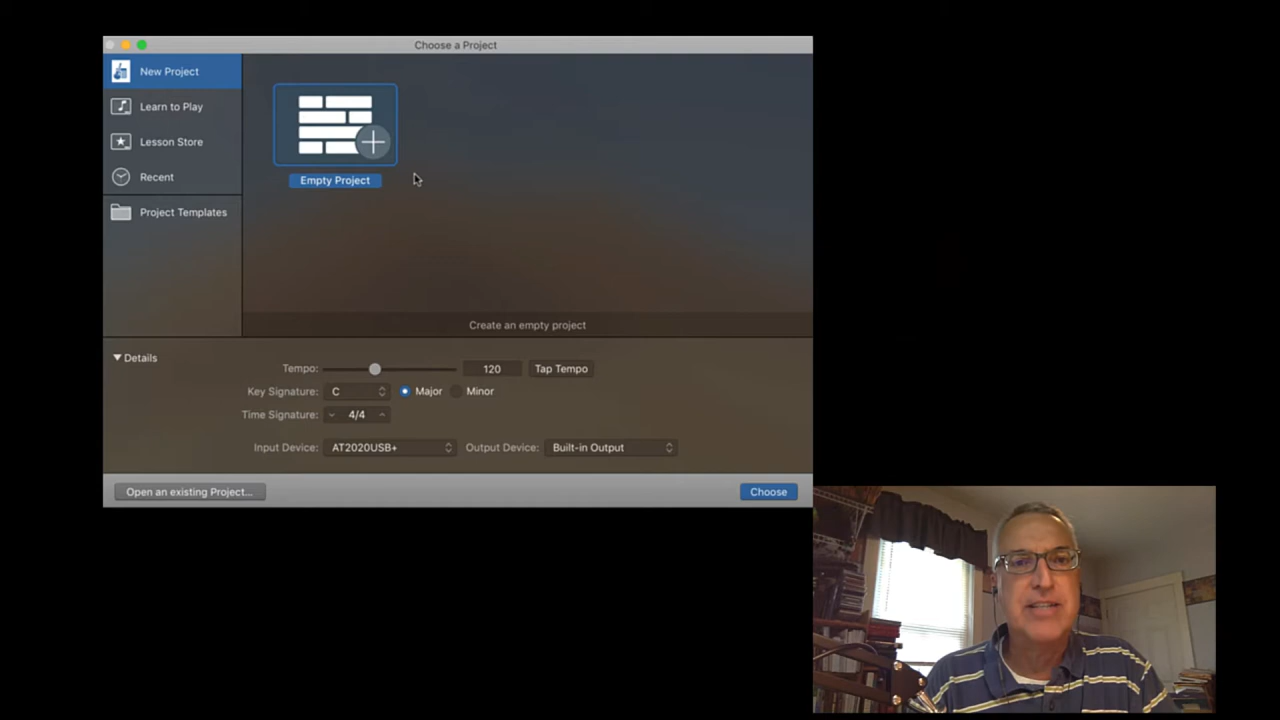 Choose a Project
New Project
Learn to Play
Lesson Store
Recent
Project Templates
Empty Project
Create an empty project
Details
Tempo: 120 Tap Tempo
Key Signature: C Major Minor
Time Signature: 4/4
Input Device: AT2020USB+ Output Device: Built-in Output
Open an existing Project... Choose